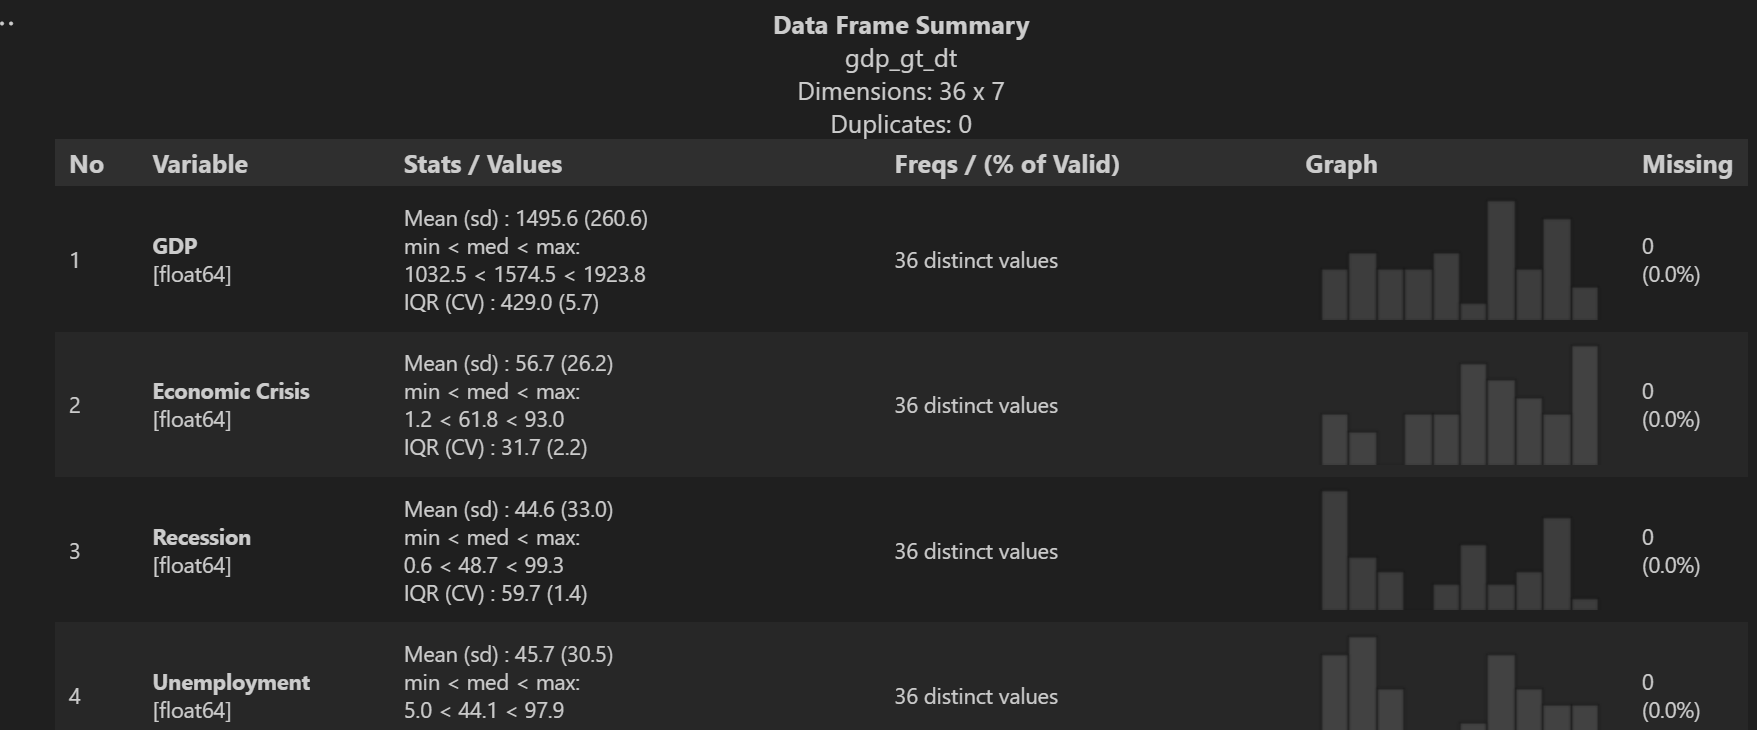 ..
Data Frame Summary
gdp_gt_dt
Dimensions: 36 x 7
Duplicates: 0
No Variable Stats / Values Freqs / (% of Valid) Graph Missing
1
GDP
[float64]
Mean (sd) : 1495.6 (260.6)
min < med < max:
1032.5 < 1574.5 < 1923.8
IQR (CV) : 429.0 (5.7)
36 distinct values
0
(0.0%)
2
Economic Crisis
[float64]
Mean (sd) : 56.7 (26.2)
min < med < max:
1.2 < 61.8 < 93.0
IQR (CV) : 31.7 (2.2)
36 distinct values
0
(0.0%)
3
Recession
[float64]
Mean (sd) : 44.6 (33.0)
min < med < max:
0.6 < 48.7 < 99.3
IQR (CV) : 59.7 (1.4)
36 distinct values
0
(0.0%)
4
Unemployment
[float64]
Mean (sd) : 45.7 (30.5)
min < med < max:
5.0 < 44.1 < 97.9
36 distinct values
0
(0.0%)